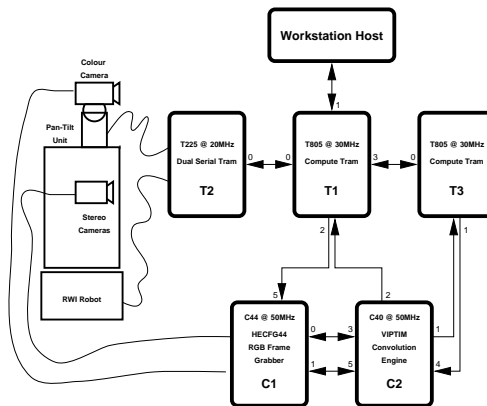 Workstation Host
Colour
Camera
1
Pan-Tilt
Unit
T225 @ 20MHz
Dual Serial Tram
T2
0
0
T805 @ 30MHz
Compute Tram
T1
3
0
T805 @ 30MHz
Compute Tram
T3
Stereo
Cameras
2
1
RWI Robot
5
2
C44 @ 50MHz
HECFG44
RGB Frame
Grabber
C1
0
3
1
5
C40 @ 50MHz
VIPTIM
Convolution
Engine
C2
1
4